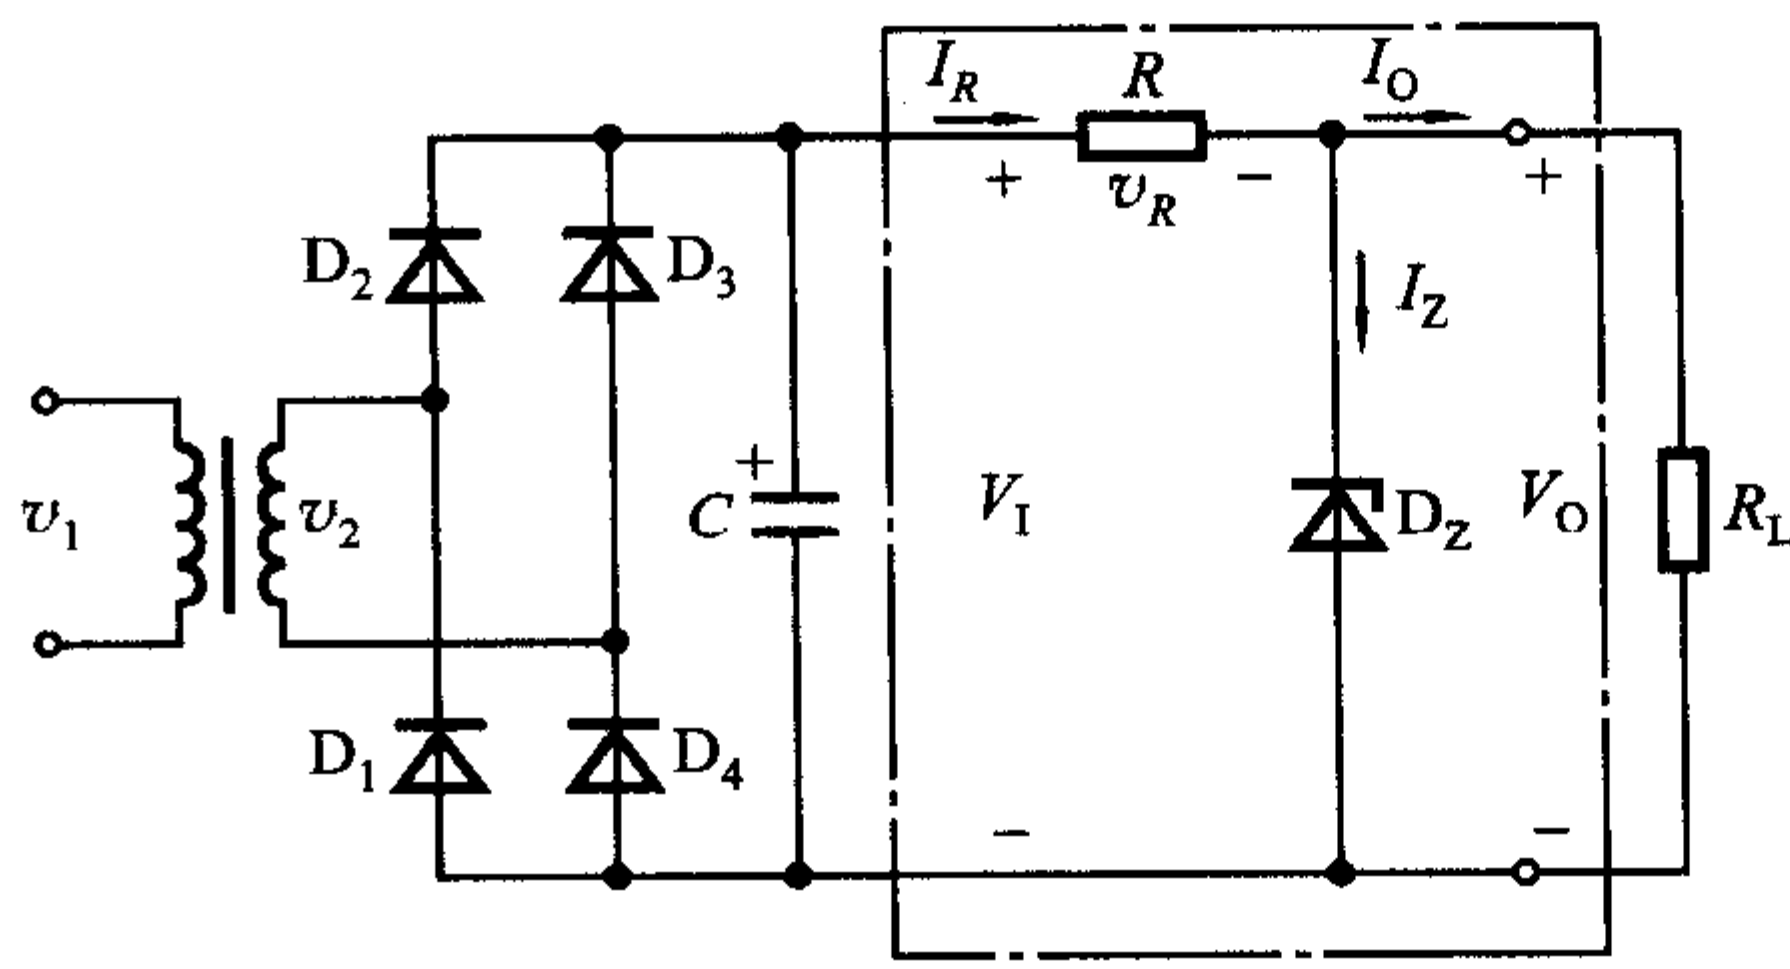 I_R R I_O
+ v_R − +
D_2 D_3
I_Z
v_1 v_2 + C V_I D_Z V_O R_L
D_1 D_4
− −